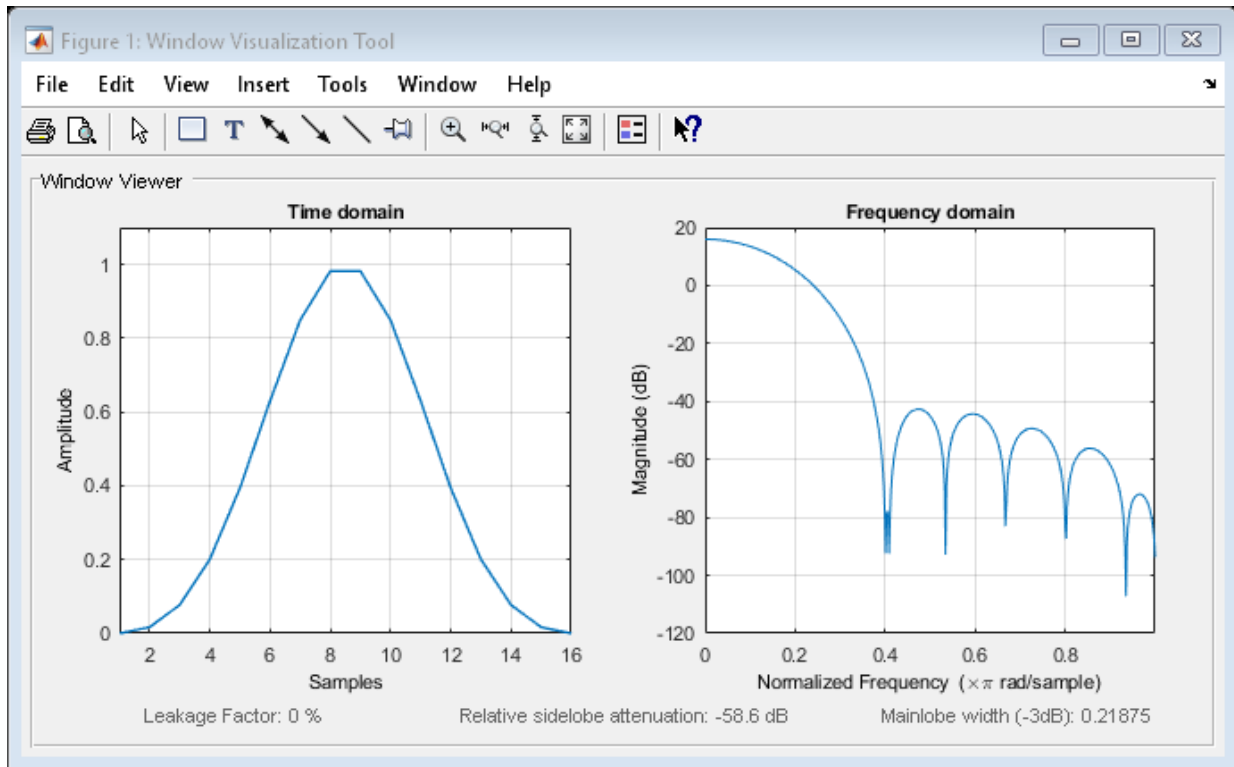 Figure 1: Window Visualization Tool
File Edit View Insert Tools Window Help
T
?
Window Viewer
Time domain
1
0.8
0.6
0.4
0.2
0
Amplitude
2 4 6 8 10 12 14 16
Samples
Frequency domain
20
0
-20
-40
-60
-80
-100
-120
Magnitude (dB)
0 0.2 0.4 0.6 0.8
Normalized Frequency (×π rad/sample)
Leakage Factor: 0 % Relative sidelobe attenuation: -58.6 dB Mainlobe width (-3dB): 0.21875